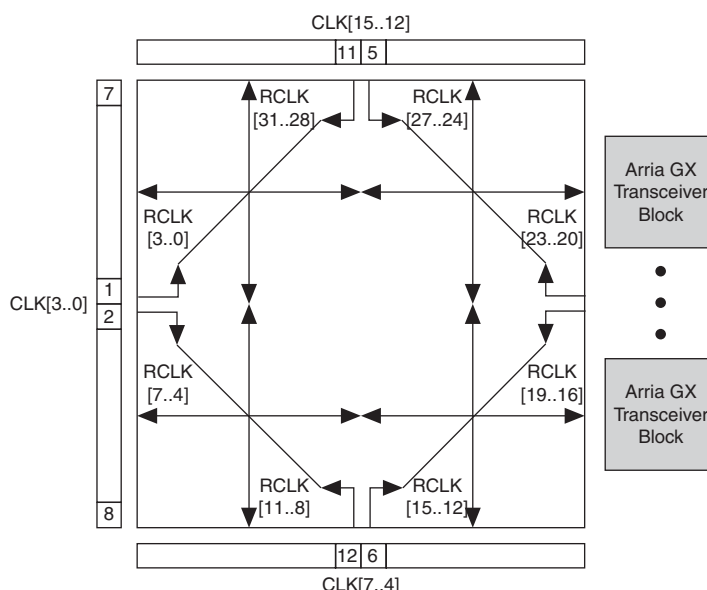 CLK[15..12]
11 5
7
RCLK
[31..28]
RCLK
[27..24]
Arria GX
Transceiver
Block
RCLK
[3..0]
RCLK
[23..20]
1
CLK[3..0]
2
RCLK
[7..4]
RCLK
[19..16]
Arria GX
Transceiver
Block
RCLK
[11..8]
RCLK
[15..12]
8
12 6
CLK[7..4]